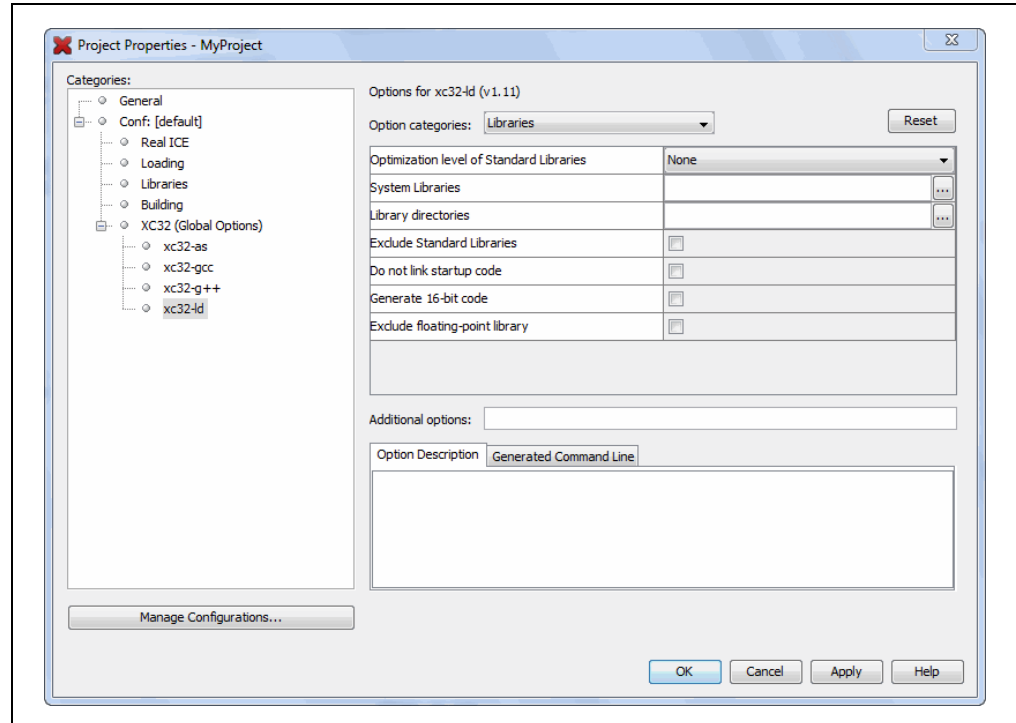 Project Properties - MyProject
Categories:
General
Conf: [default]
Real ICE
Loading
Libraries
Building
XC32 (Global Options)
xc32-as
xc32-gcc
xc32-g++
xc32-ld
Manage Configurations...
Options for xc32-ld (v1.11)
Option categories: Libraries
Reset
Optimization level of Standard Libraries None
System Libraries ...
Library directories ...
Exclude Standard Libraries
Do not link startup code
Generate 16-bit code
Exclude floating-point library
Additional options:
Option Description Generated Command Line
OK Cancel Apply Help